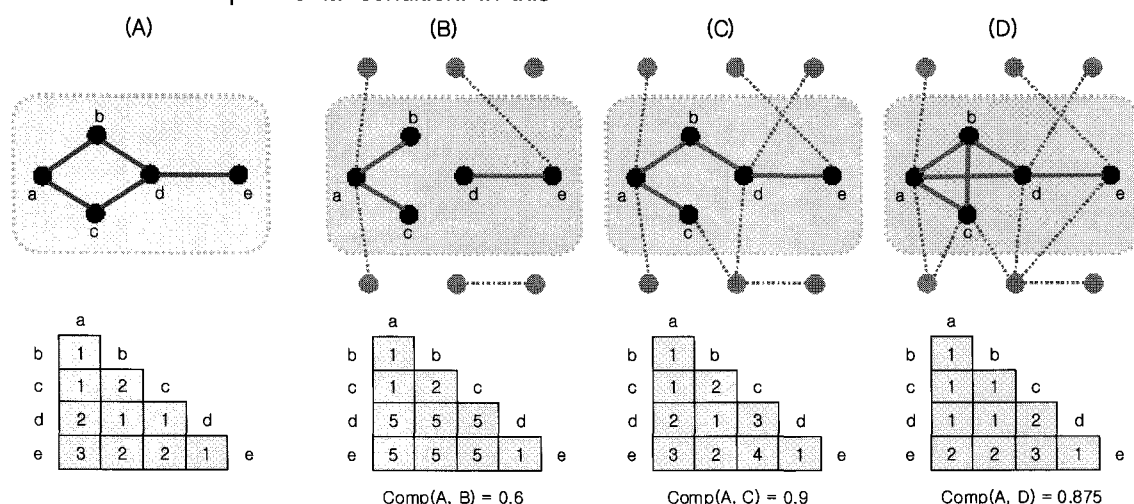 (A) (B) (C) (D)
b b b b
a d e a d e a d e a d e
c c c c
a a a a
b 1 b b 1 b b 1 b b 1 b
c 1 2 c c 1 2 c c 1 2 c c 1 1 c
d 2 1 1 d d 5 5 5 d d 2 1 3 d d 1 1 2 d
e 3 2 2 1 e e 5 5 5 1 e e 3 2 4 1 e e 2 2 3 1 e
Comp(A, B) = 0.6 Comp(A, C) = 0.9 Comp(A, D) = 0.875